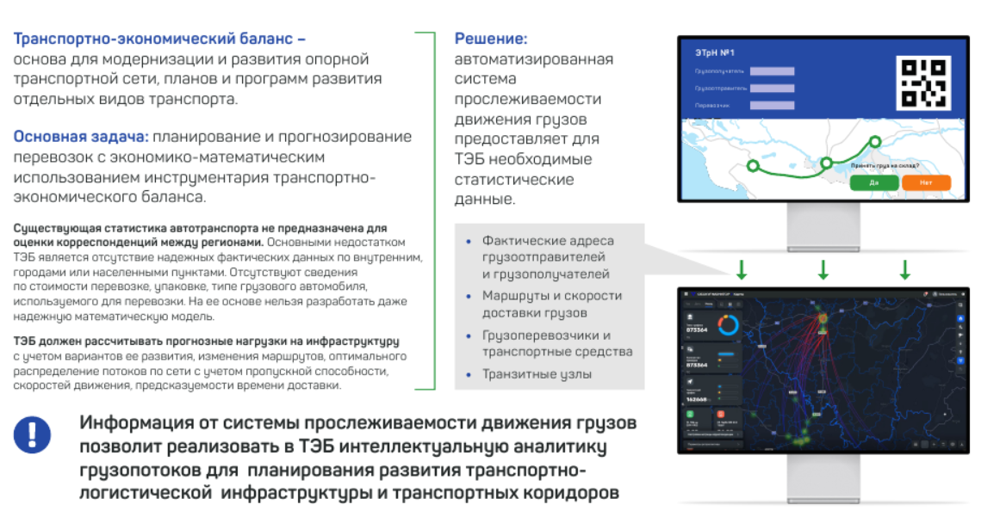 Транспортно-экономический баланс –
основа для модернизации и развития опорной
транспортной сети, планов и программ развития
отдельных видов транспорта.
Основная задача: планирование и прогнозирование
перевозок с экономико-математическим
использованием инструментария транспортно-
экономического баланса.
Существующая статистика автотранспорта не предназначена для
оценки корреспонденций между регионами. Основными недостатком
ТЭБ является отсутствие надежных фактических данных по внутренним,
городами или населенными пунктами. Отсутствуют сведения
по стоимости перевозке, упаковке, типе грузового автомобиля,
используемого для перевозки. На ее основе нельзя разработать даже
надежную математическую модель.
ТЭБ должен рассчитывать прогнозные нагрузки на инфраструктуру
с учетом вариантов ее развития, изменения маршрутов, оптимального
распределение потоков по сети с учетом пропускной способности,
скоростей движения, предсказуемости времени доставки.
Решение:
автоматизированная
система
прослеживаемости
движения грузов
предоставляет для
ТЭБ необходимые
статистические
данные.
• Фактические адреса
грузоотправителей
и грузополучателей
• Маршруты и скорости
доставки грузов
• Грузоперевозчики и
транспортные средства
• Транзитные узлы
ЭТрН №1
Грузополучатель
Грузоотправитель
Перевозчик
Принять груз на склад?
Да
Нет
873364
873364
162668
Информация от системы прослеживаемости движения грузов
позволит реализовать в ТЭБ интеллектуальную аналитику
грузопотоков для планирования развития транспортно-
логистической инфраструктуры и транспортных коридоров